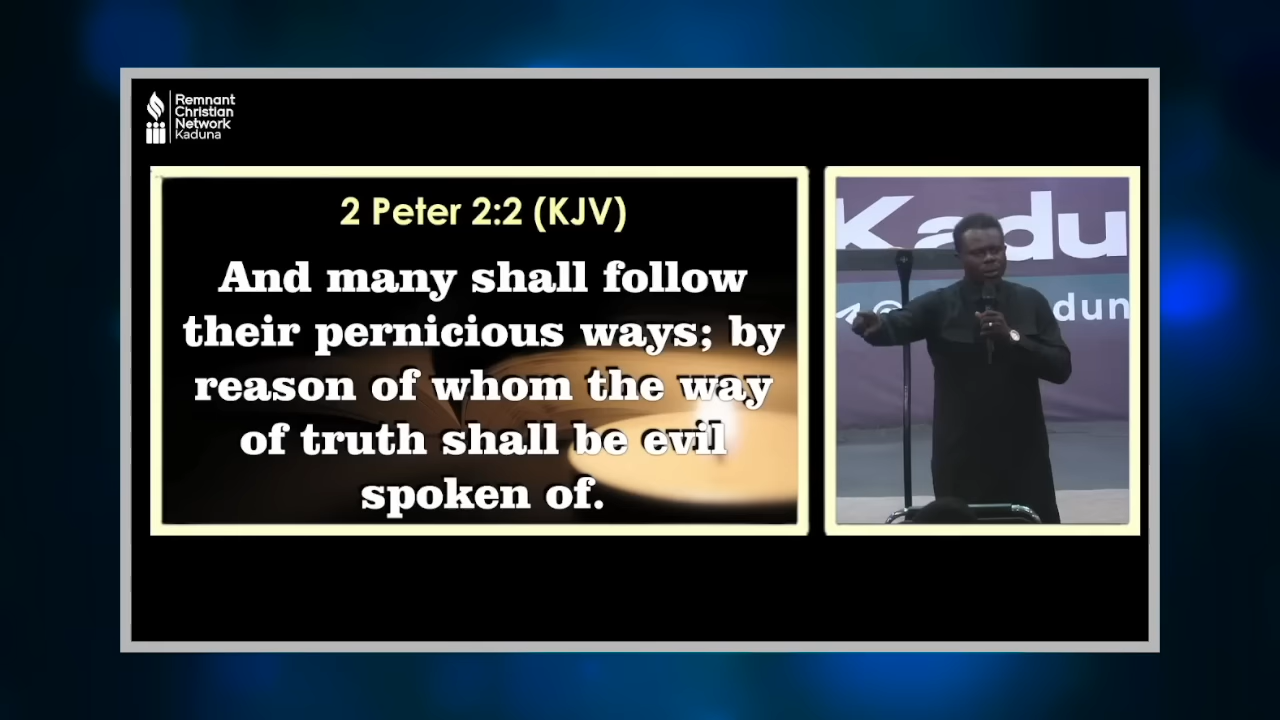 Remnant
Christian
Network
Kaduna
2 Peter 2:2 (KJV)
And many shall follow
their pernicious ways; by
reason of whom the way
of truth shall be evil
spoken of.
Kadu
@
dun